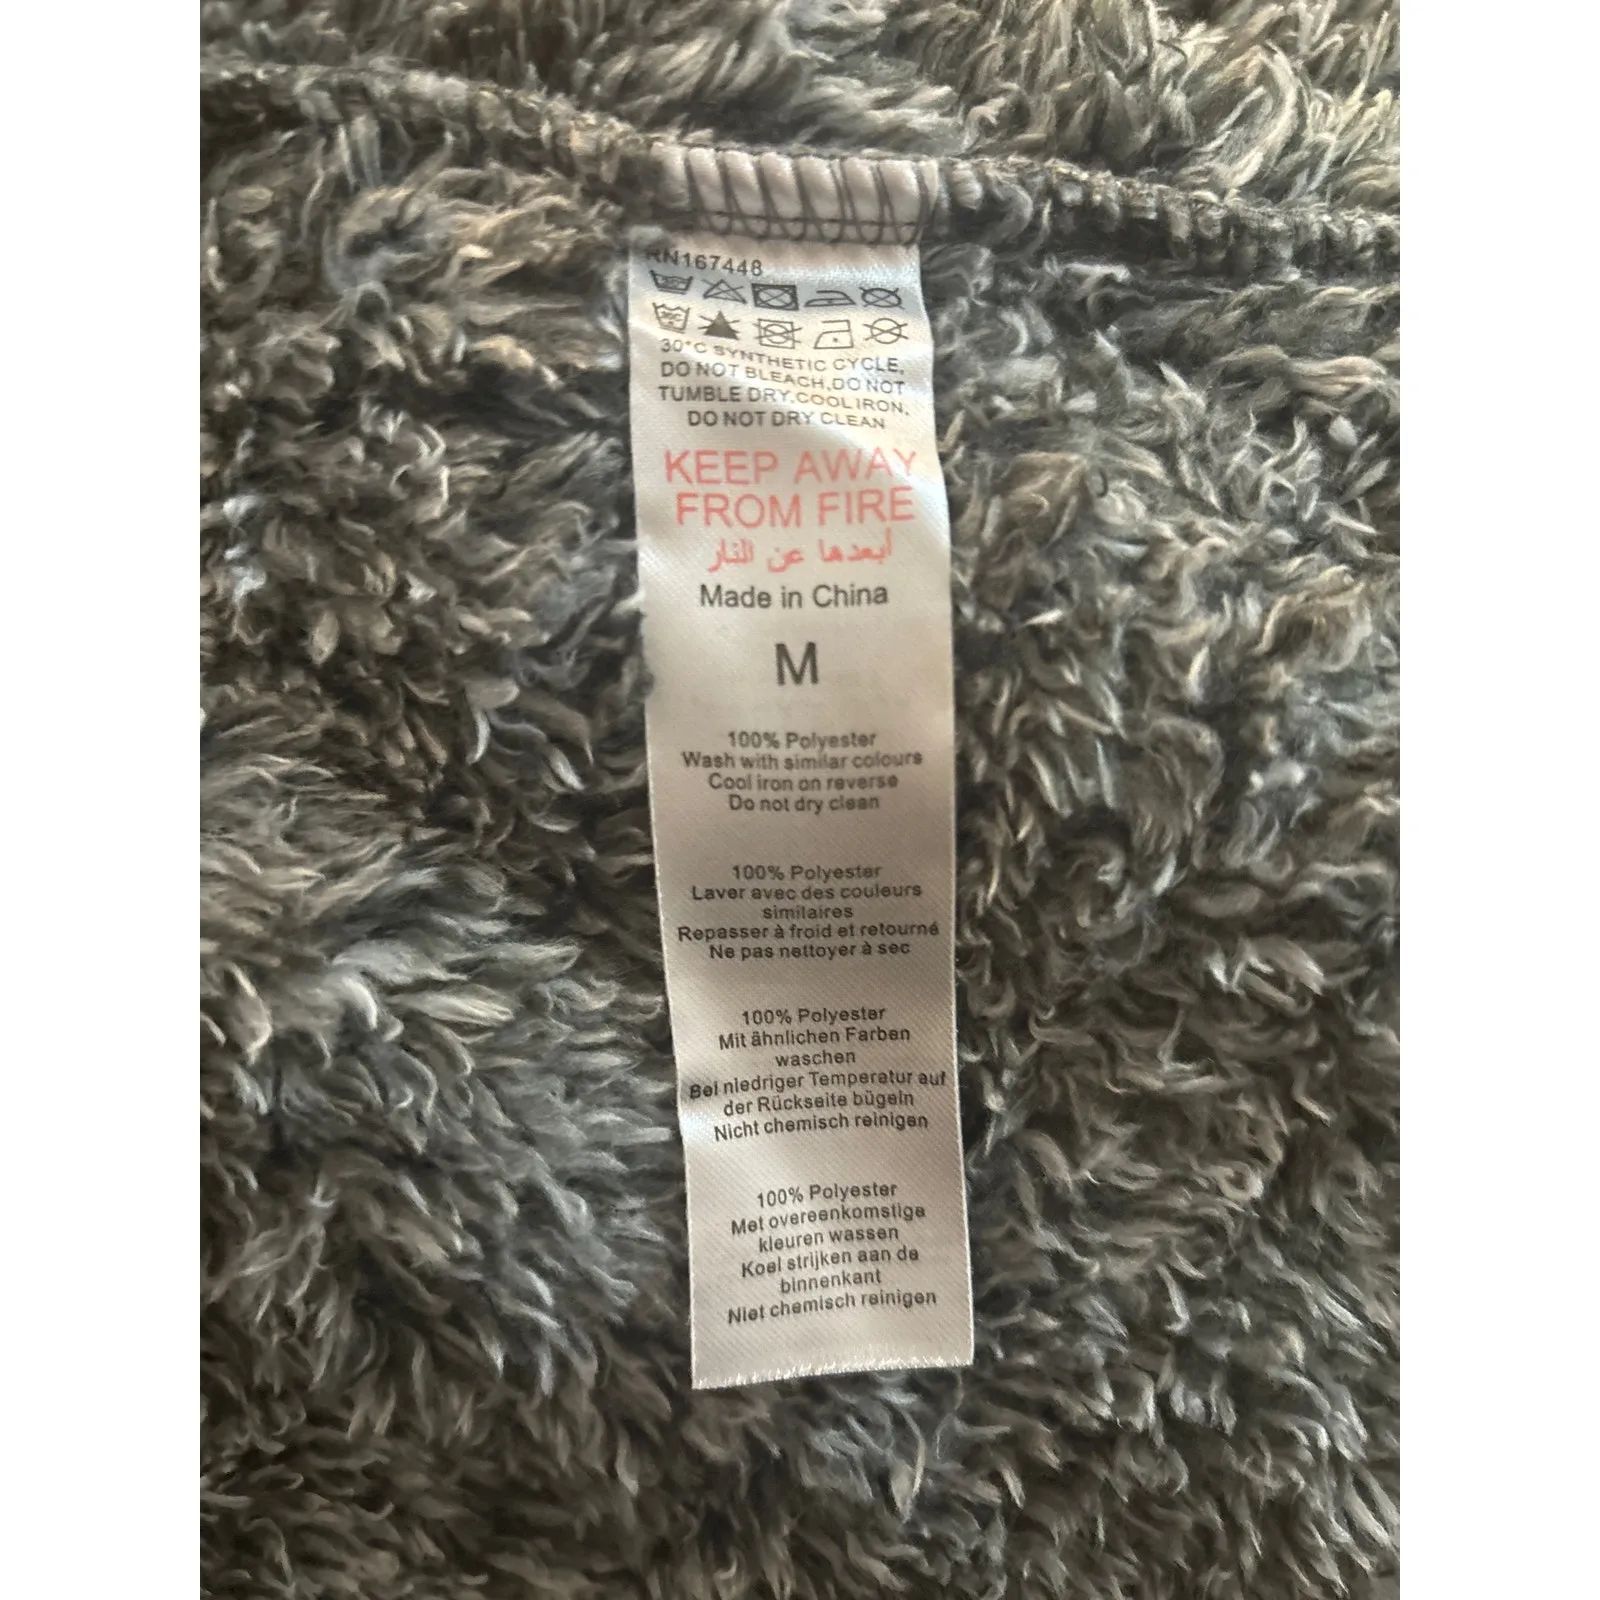 RN167448
30°C SYNTHETIC CYCLE,
DO NOT BLEACH,DO NOT
TUMBLE DRY.COOL IRON,
DO NOT DRY CLEAN
KEEP AWAY
FROM FIRE
أبعدها عن النار
Made in China
M
100% Polyester
Wash with similar colours
Cool iron on reverse
Do not dry clean
100% Polyester
Laver avec des couleurs
similaires
Repasser à froid et retourné
Ne pas nettoyer à sec
100% Polyester
Mit ähnlichen Farben
waschen
Bei niedriger Temperatur auf
der Rückseite bügeln
Nicht chemisch reinigen
100% Polyester
Met overeenkomstige
kleuren wassen
Koel strijken aan de
binnenkant
Niet chemisch reinigen